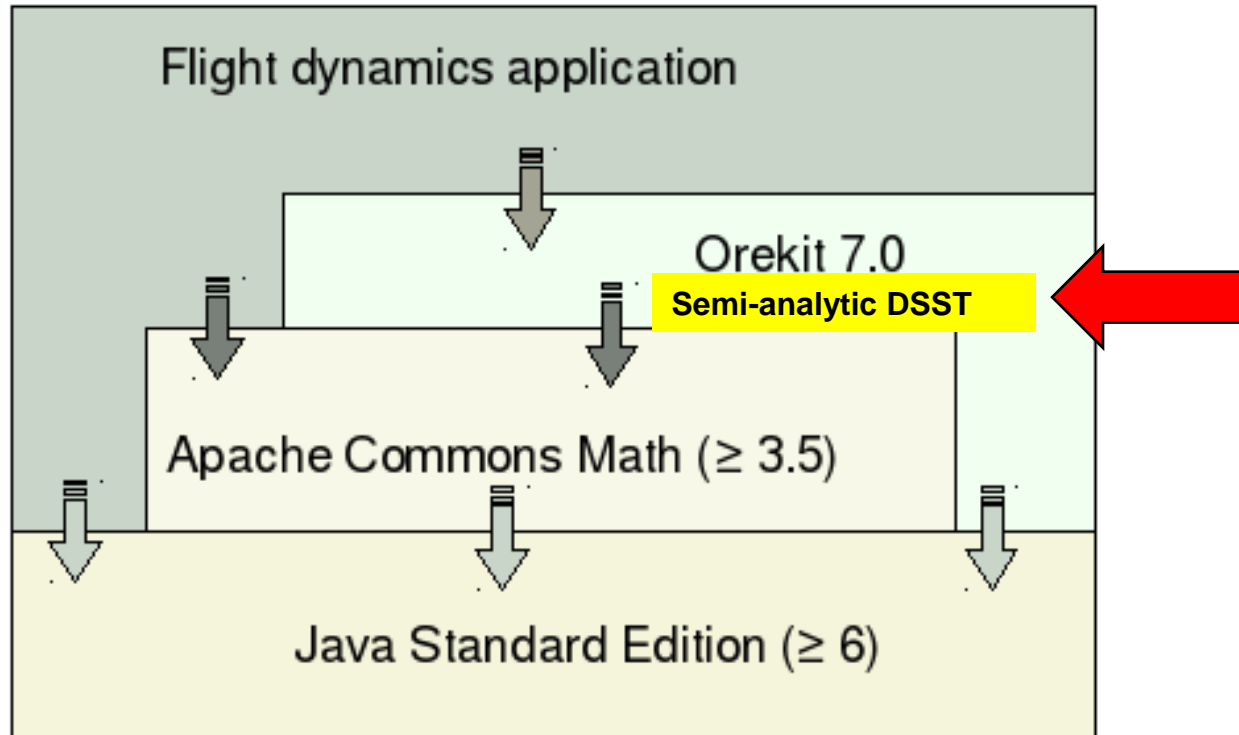 Flight dynamics application
Orekit 7.0
Semi-analytic DSST
Apache Commons Math (≥ 3.5)
Java Standard Edition (≥ 6)